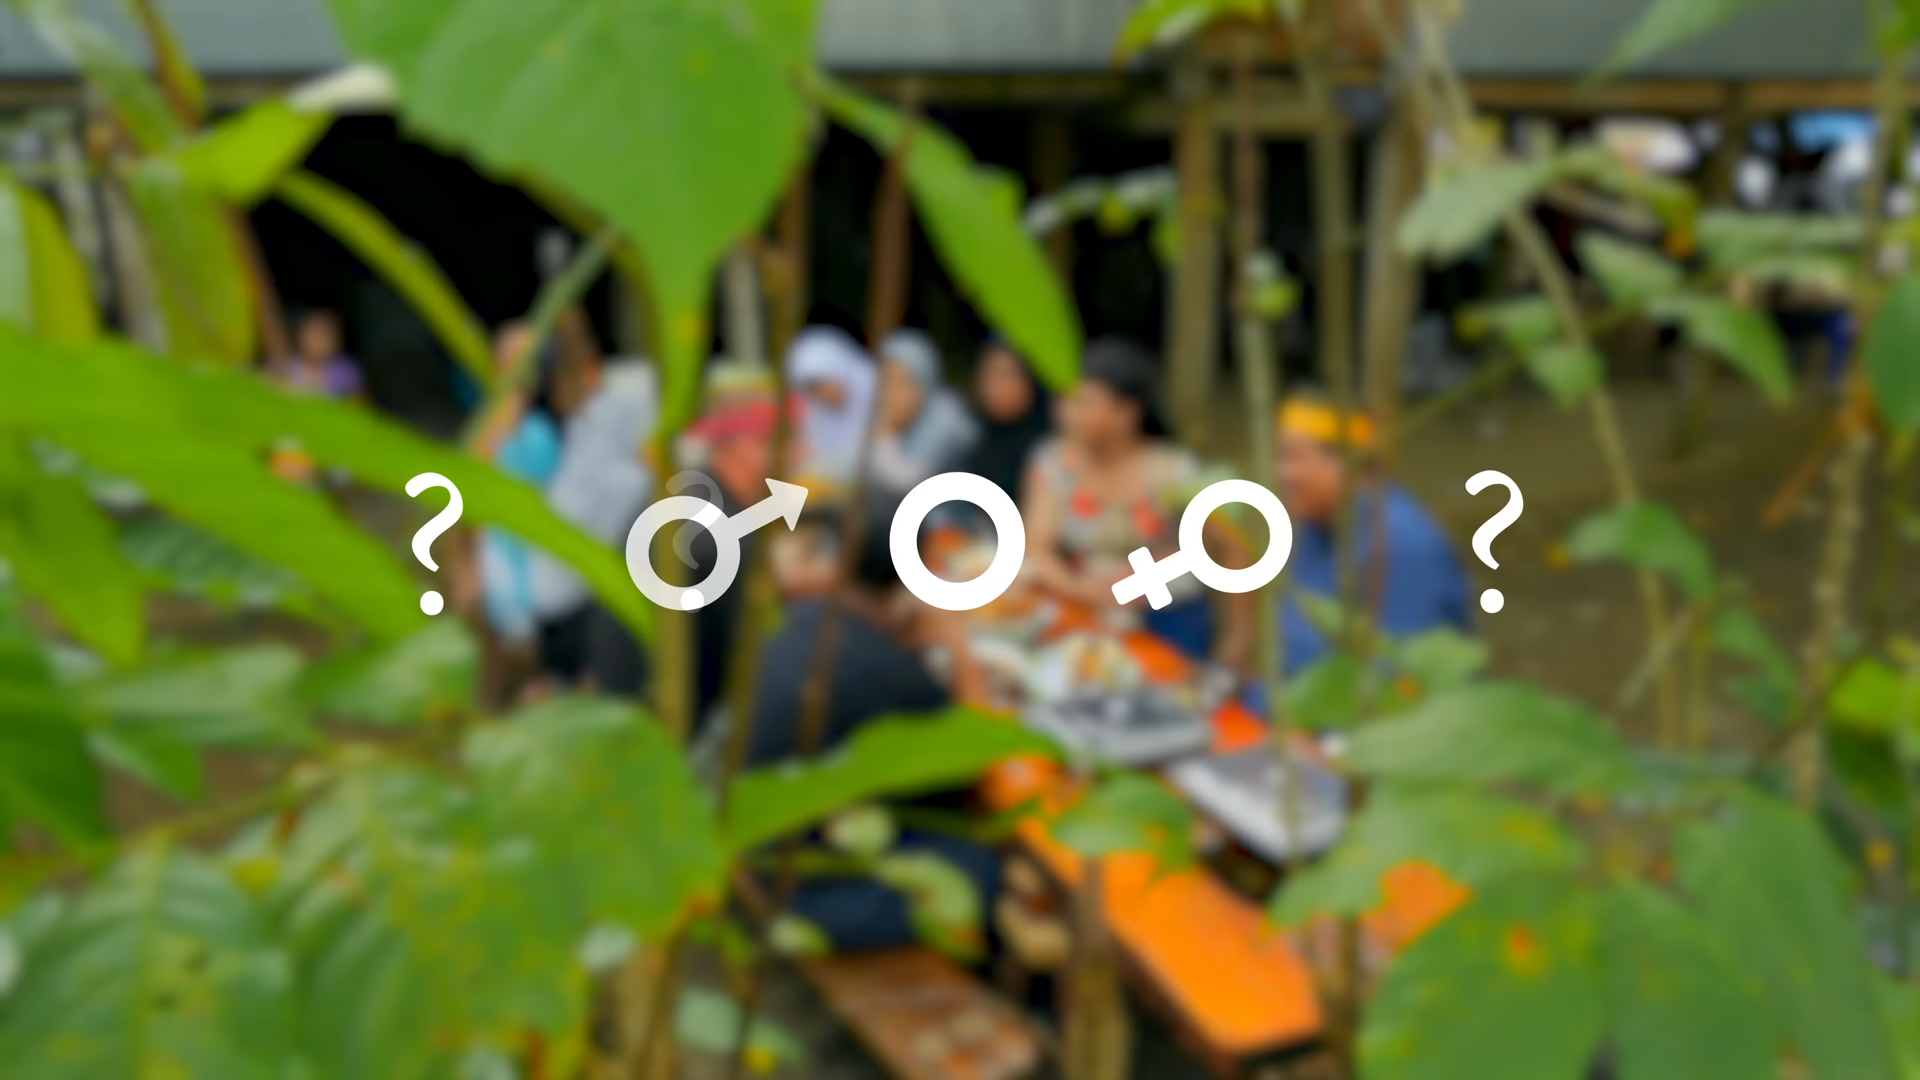 ? ♂ ○ ♀ ?